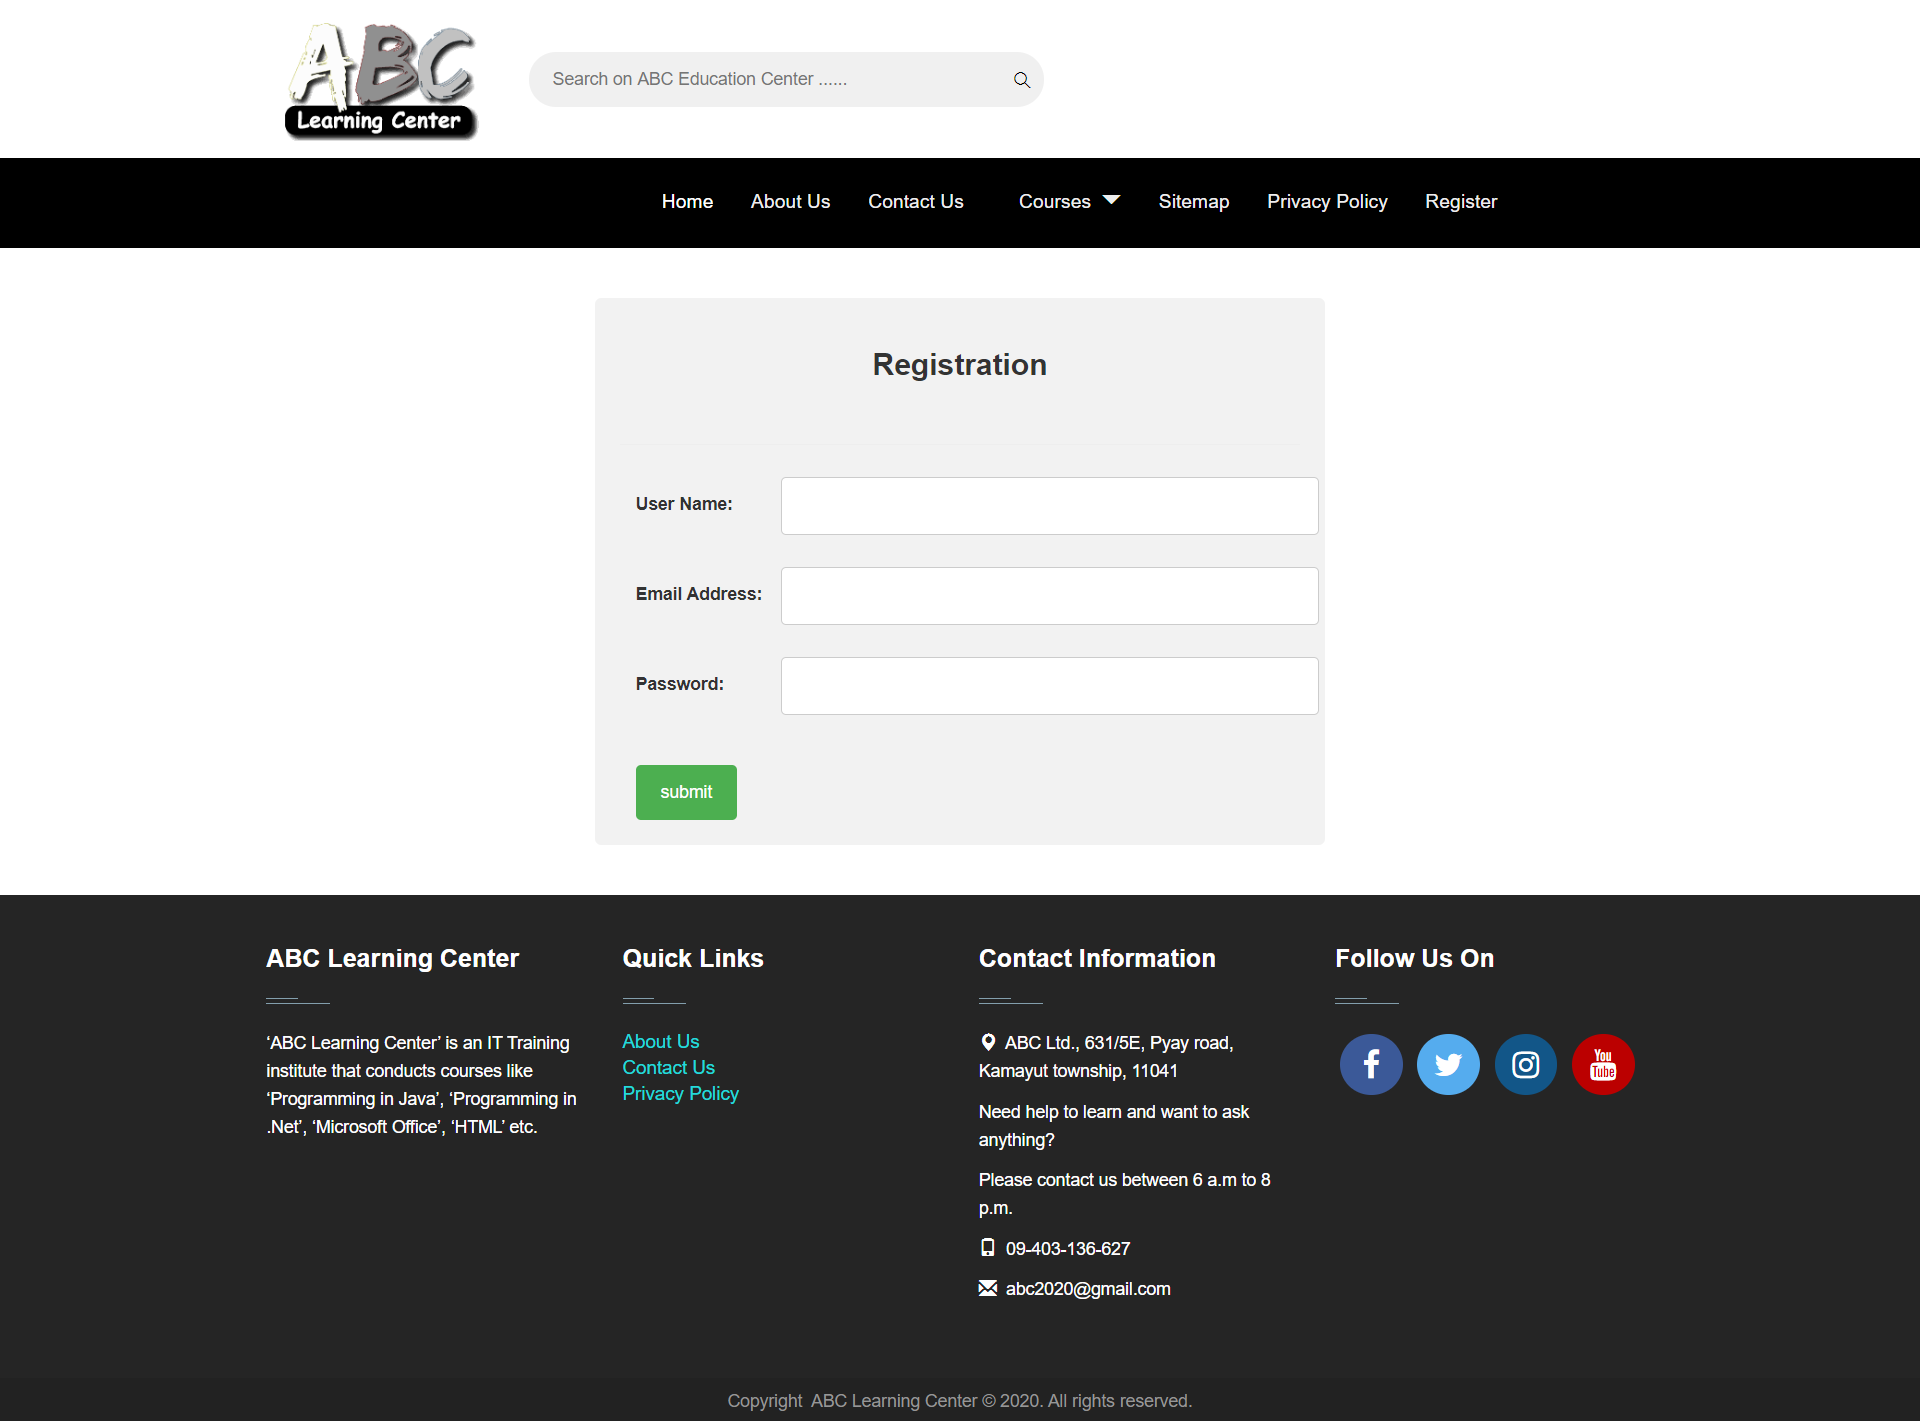 ABC
Learning Center
Search on ABC Education Center ......
Home About Us Contact Us Courses Sitemap Privacy Policy Register
Registration
User Name:
Email Address:
Password:
submit
ABC Learning Center
‘ABC Learning Center’ is an IT Training
institute that conducts courses like
‘Programming in Java’, ‘Programming in
.Net’, ‘Microsoft Office’, ‘HTML’ etc.
Quick Links
About Us
Contact Us
Privacy Policy
Contact Information
ABC Ltd., 631/5E, Pyay road,
Kamayut township, 11041
Need help to learn and want to ask
anything?
Please contact us between 6 a.m to 8
p.m.
09-403-136-627
abc2020@gmail.com
Follow Us On
You
Tube
Copyright ABC Learning Center © 2020. All rights reserved.